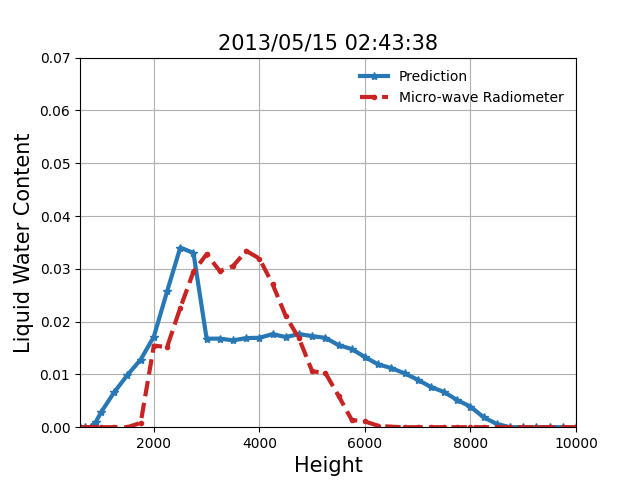 2013/05/15 02:43:38
Prediction
Micro-wave Radiometer
0.07
0.06
0.05
0.04
0.03
0.02
0.01
0.00
Liquid Water Content
2000 4000 6000 8000 10000
Height